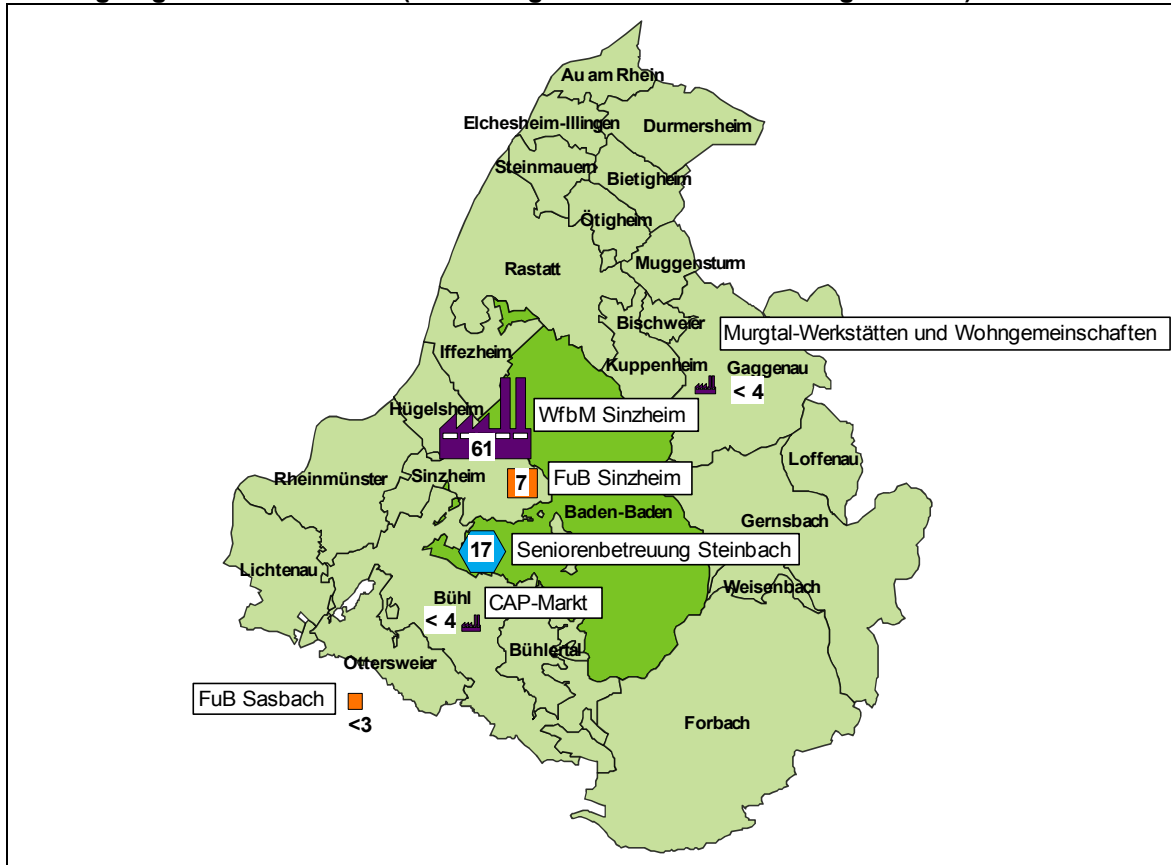 Au am Rhein
Elchesheim-Illingen
Durmersheim
Steinmauern
Bietigheim
Ötigheim
Muggensturm
Rastatt
Bischweier
Murgtal-Werkstätten und Wohngemeinschaften
Iffezheim
Kuppenheim
Gaggenau
< 4
Hügelsheim
WfbM Sinzheim
61
Loffenau
Rheinmünster
Sinzheim
7
FuB Sinzheim
Baden-Baden
Gernsbach
17
Seniorenbetreuung Steinbach
Lichtenau
Weisenbach
Bühl
CAP-Markt
< 4
Bühlertal
Ottersweier
FuB Sasbach
<3
Forbach